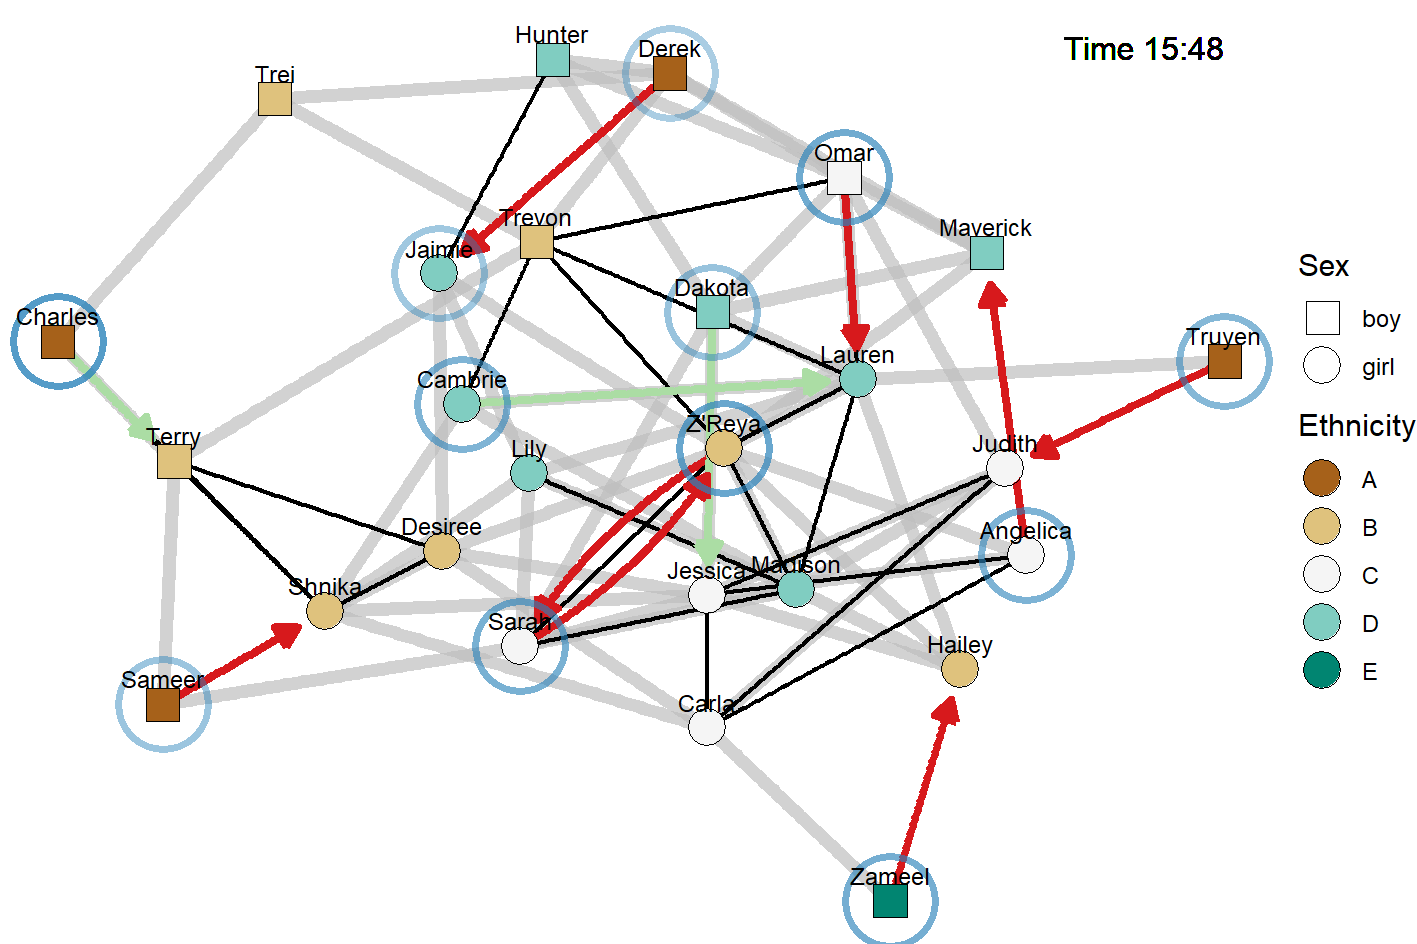 Hunter
Derek
Time 15:48
Trei
Omar
Trevon
Maverick
Jaimie
Sex
Dakota
Charles
boy
Truyen
Lauren
girl
Cambrie
Z'Reya
Ethnicity
Terry
Judith
Lily
A
Desiree
B
Angelica
Jessica
Madison
C
Shnika
Sarah
D
Hailey
E
Sameer
Carla
Zameel